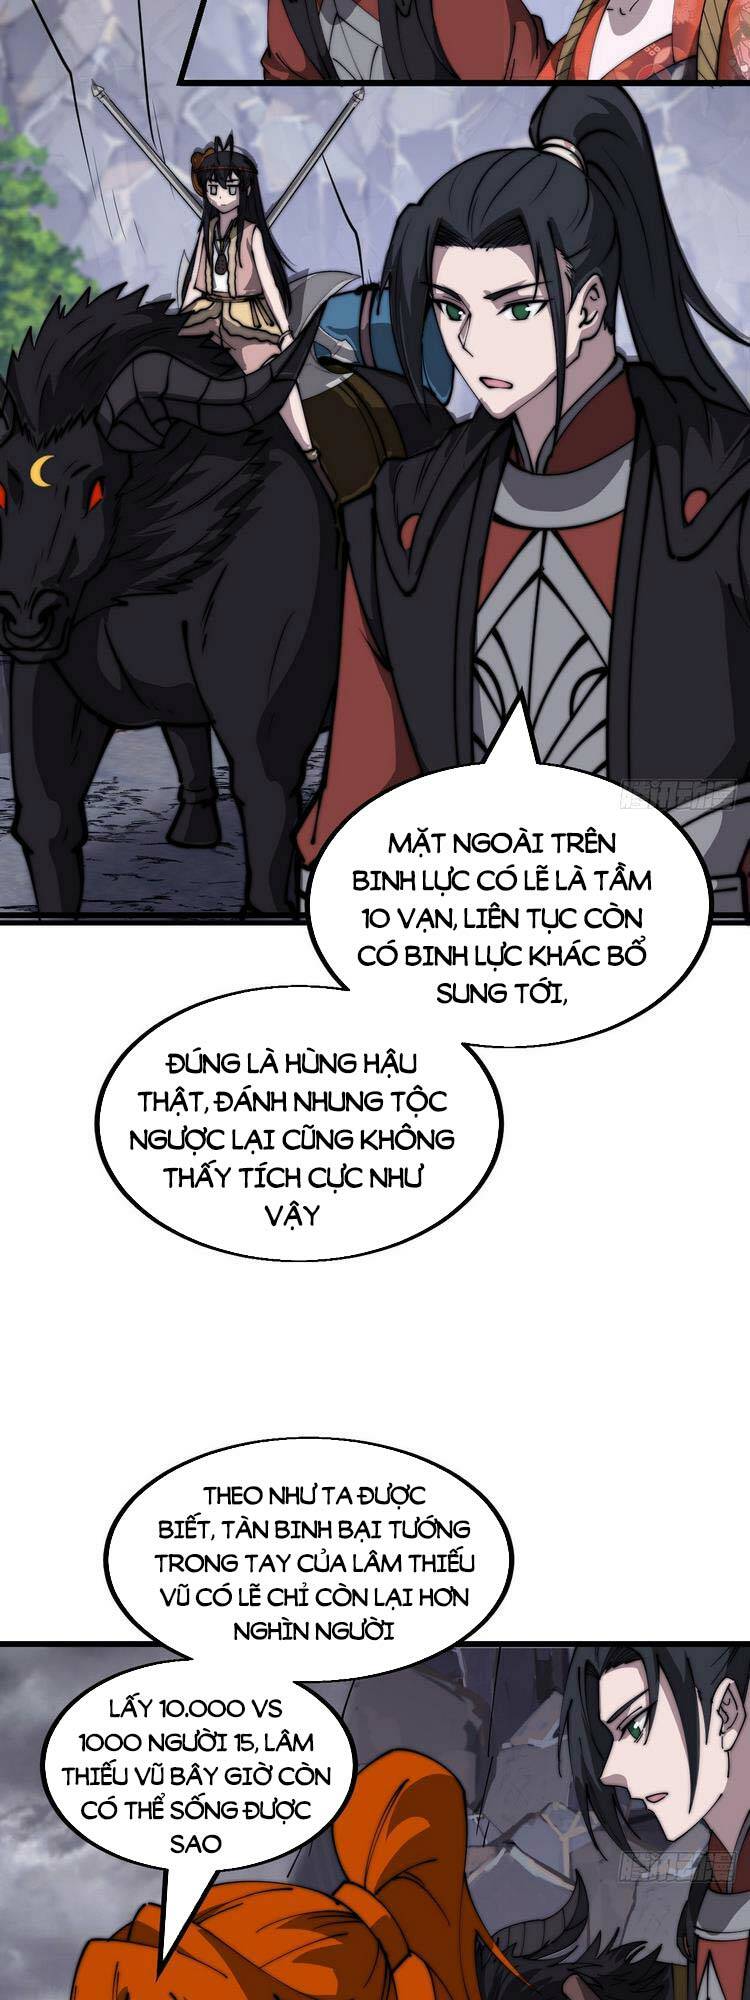 MẶT NGOÀI TRÊN
BINH LỰC CÓ LẼ LÀ TẦM
10 VẠN, LIÊN TỤC CÒN
CÓ BINH LỰC KHÁC BỔ
SUNG TỚI,
ĐÚNG LÀ HÙNG HẬU
THẬT, ĐÁNH NHUNG TỘC
NGƯỢC LẠI CŨNG KHÔNG
THẤY TÍCH CỰC NHƯ
VẬY
THEO NHƯ TA ĐƯỢC
BIẾT, TÀN BINH BẠI TƯỚNG
TRONG TAY CỦA LÂM THIẾU
VŨ CÓ LẼ CHỈ CÒN LẠI HƠN
NGHÌN NGƯỜI
LẤY 10.000 VS
1000 NGƯỜI 15, LÂM
THIẾU VŨ BÂY GIỜ CÒN
CÓ THỂ SỐNG ĐƯỢC
SAO